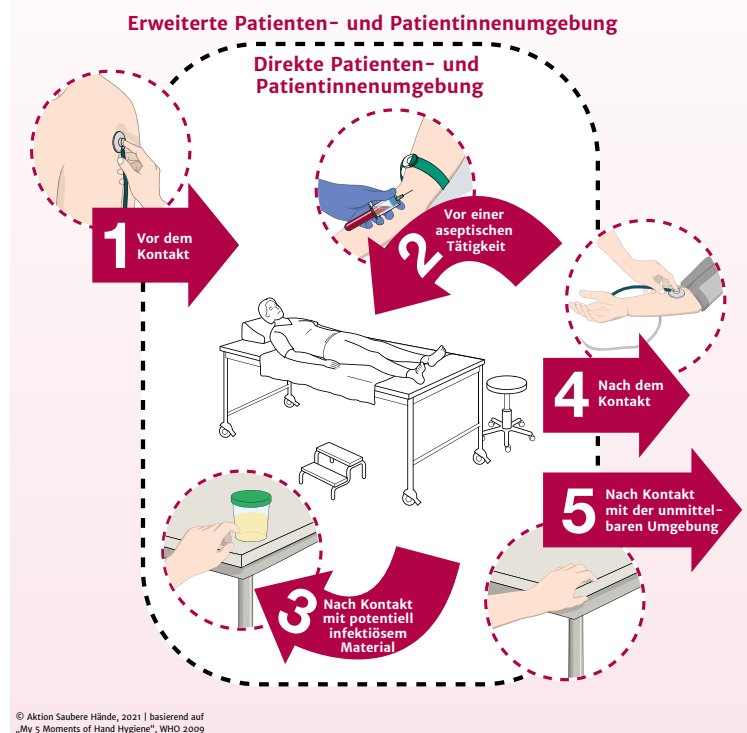 Erweiterte Patienten- und Patientinnenumgebung
Direkte Patienten- und
Patientinnenumgebung
1 Vor dem
Kontakt
2 Vor einer
aseptischen
Tätigkeit
4 Nach dem
Kontakt
5 Nach Kontakt
mit der unmittel-
baren Umgebung
3 Nach Kontakt
mit potentiell
infektiösem
Material
© Aktion Saubere Hände, 2021 | basierend auf
„My 5 Moments of Hand Hygiene“, WHO 2009